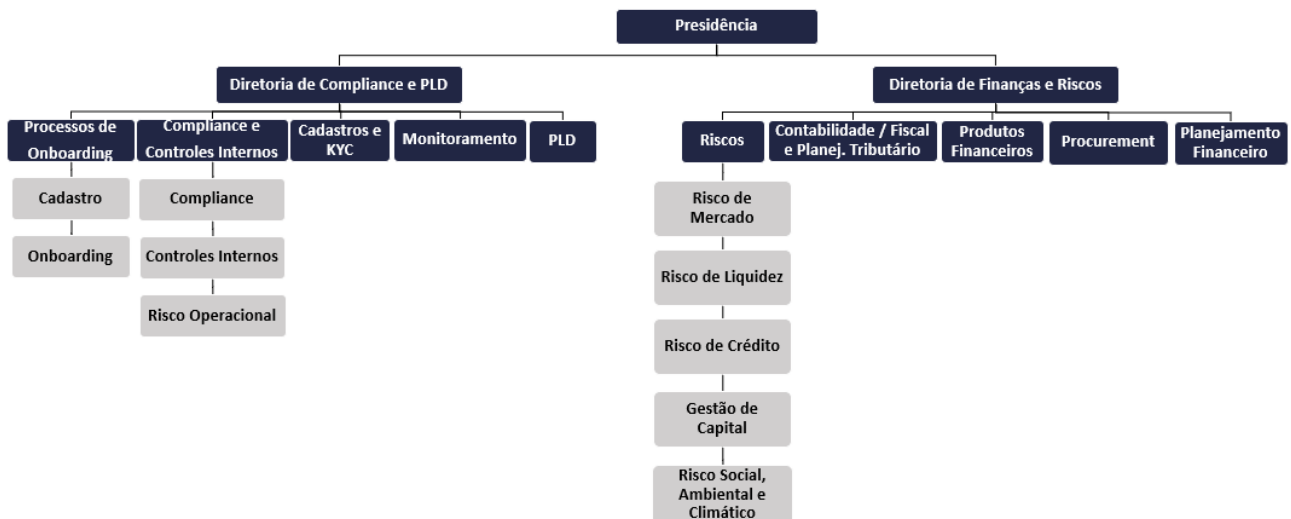 Presidência
Diretoria de Compliance e PLD
Diretoria de Finanças e Riscos
Processos de
Onboarding
Compliance e
Controles Internos
Cadastros e
KYC
Monitoramento
PLD
Riscos
Contabilidade / Fiscal
e Planej. Tributário
Produtos
Financeiros
Procurement
Planejamento
Financeiro
Cadastro
Onboarding
Compliance
Controles Internos
Risco Operacional
Risco de
Mercado
Risco de Liquidez
Risco de Crédito
Gestão de
Capital
Risco Social,
Ambiental e
Climático